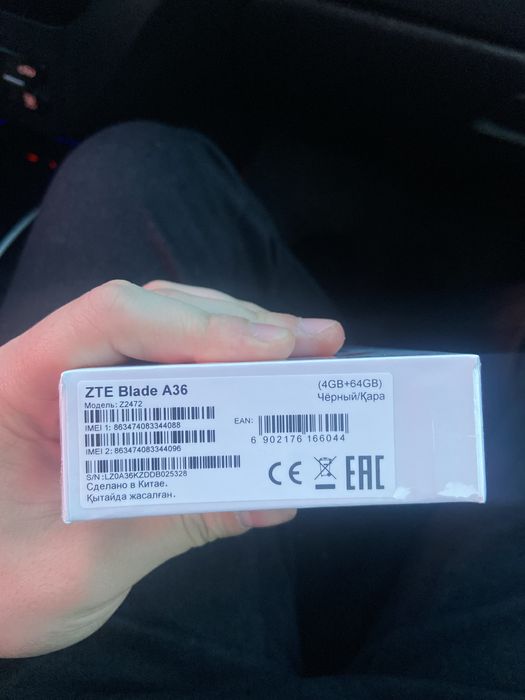 ZTE Blade A36
(4GB+64GB)
Модель: Z2472
Чёрный/Қара
IMEI 1: 863474083344088
EAN:
6 902176 166044
IMEI 2: 863474083344096
S/N:LZ0A36KZDDB025328
Сделано в Китае.
Қытайда жасалған.
CE
EAC